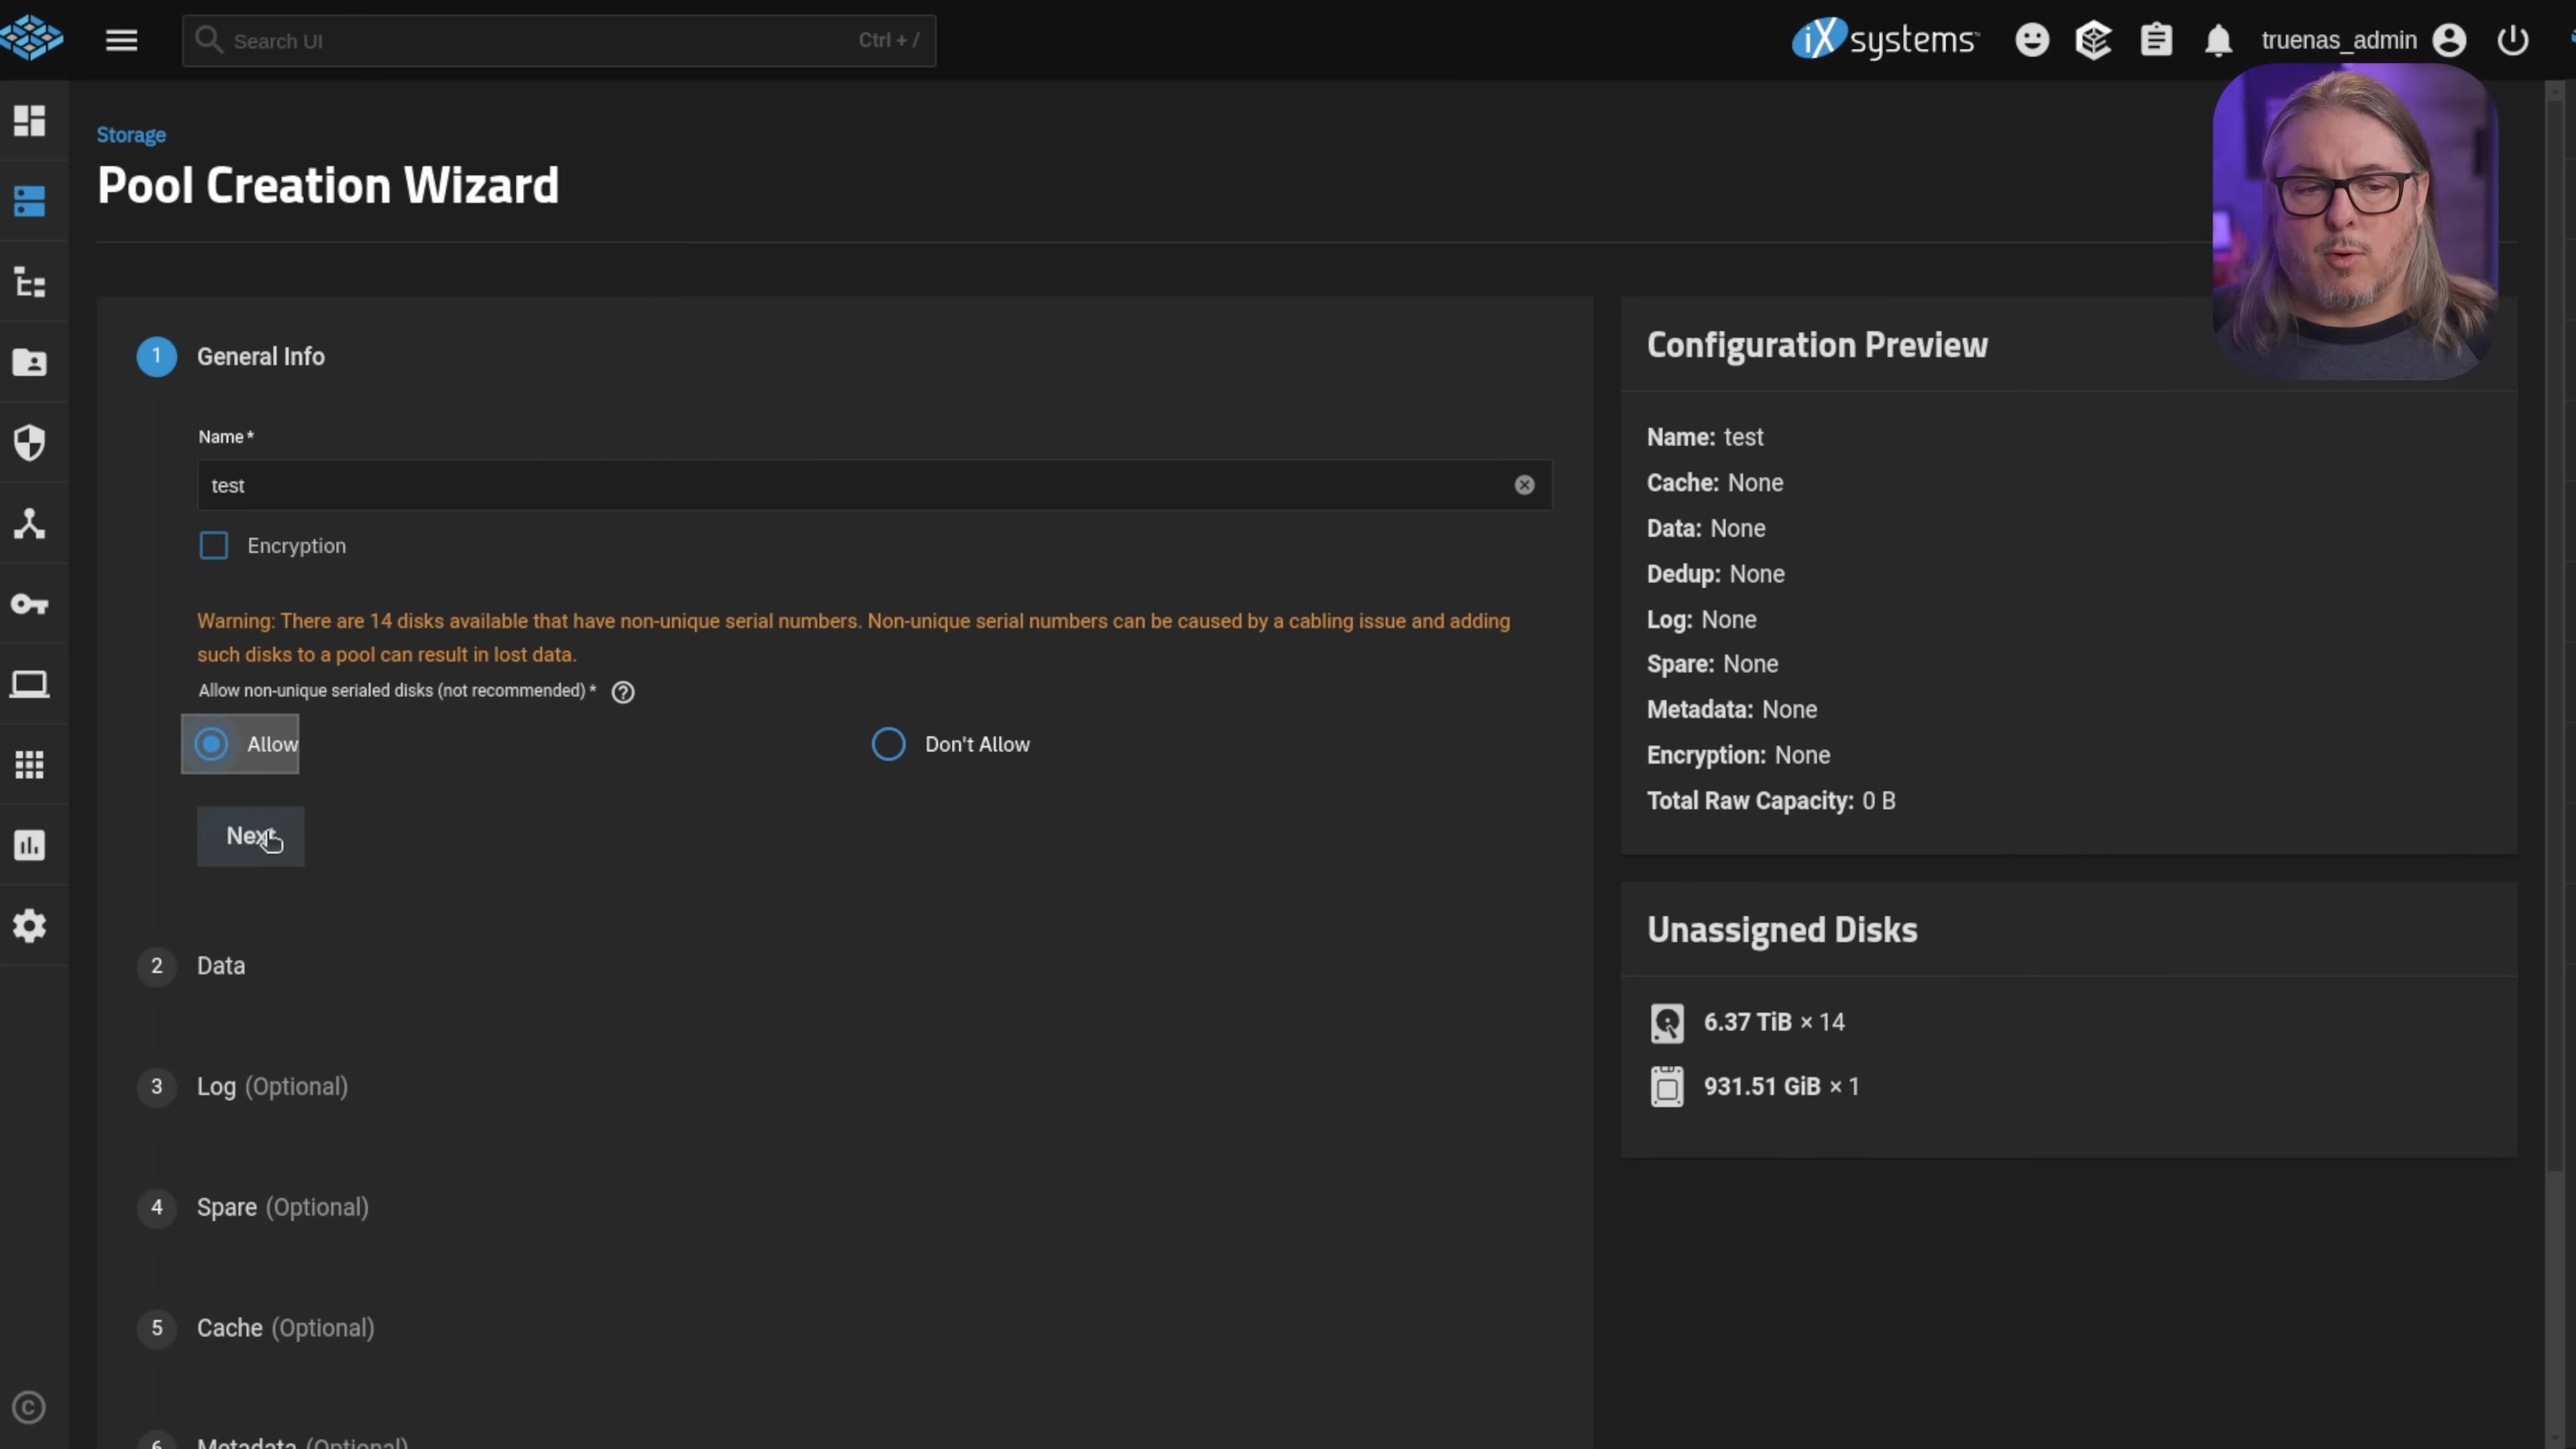 Search UI
Ctrl + /
iXsystems™
truenas_admin
Storage
Pool Creation Wizard
1 General Info
Name *
test
Encryption
Warning: There are 14 disks available that have non-unique serial numbers. Non-unique serial numbers can be caused by a cabling issue and adding
such disks to a pool can result in lost data.
Allow non-unique serialed disks (not recommended) *
Allow
Don't Allow
Next
2 Data
3 Log (Optional)
4 Spare (Optional)
5 Cache (Optional)
6 Metadata (Optional)
Configuration Preview
Name: test
Cache: None
Data: None
Dedup: None
Log: None
Spare: None
Metadata: None
Encryption: None
Total Raw Capacity: 0 B
Unassigned Disks
6.37 TiB × 14
931.51 GiB × 1